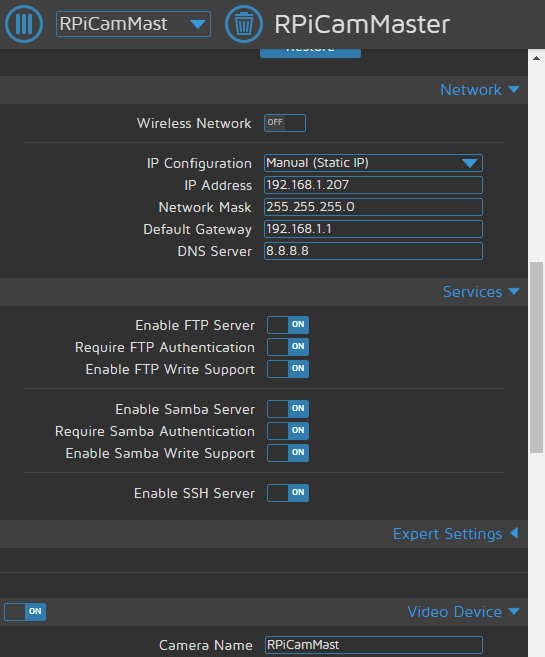 RPiCamMast RPiCamMaster
Restore
Network
Wireless Network OFF
IP Configuration Manual (Static IP)
IP Address 192.168.1.207
Network Mask 255.255.255.0
Default Gateway 192.168.1.1
DNS Server 8.8.8.8
Services
Enable FTP Server ON
Require FTP Authentication ON
Enable FTP Write Support ON
Enable Samba Server ON
Require Samba Authentication ON
Enable Samba Write Support ON
Enable SSH Server ON
Expert Settings
ON Video Device
Camera Name RPiCamMast